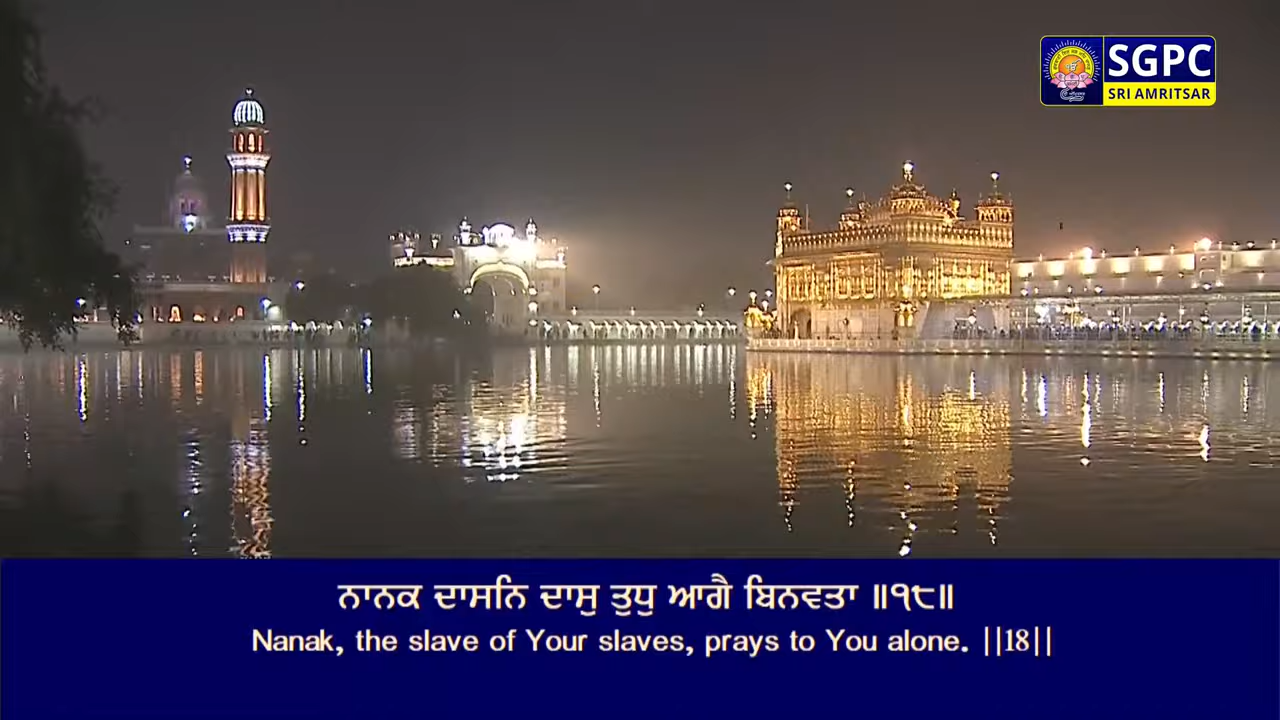 SGPC
SRI AMRITSAR
ਨਾਨਕ ਦਾਸਨਿ ਦਾਸੁ ਤੁਧੁ ਆਗੈ ਬਿਨਵਤਾ ॥੧੮॥
Nanak, the slave of Your slaves, prays to You alone. ||18||